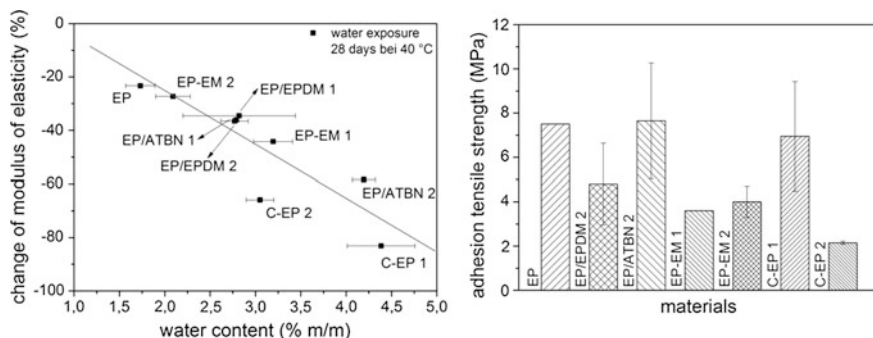 change of modulus of elasticity (%)
0
-20
-40
-60
-80
-100
water exposure
28 days bei 40 °C
EP
EP-EM 2
EP/EPDM 1
EP/ATBN 1
EP/EPDM 2
EP-EM 1
EP/ATBN 2
C-EP 2
C-EP 1
1,0 1,5 2,0 2,5 3,0 3,5 4,0 4,5 5,0
water content (% m/m)
adhesion tensile strength (MPa)
12
10
8
6
4
2
0
EP
EP/EPDM 2
EP/ATBN 2
EP-EM 1
EP-EM 2
C-EP 1
C-EP 2
materials